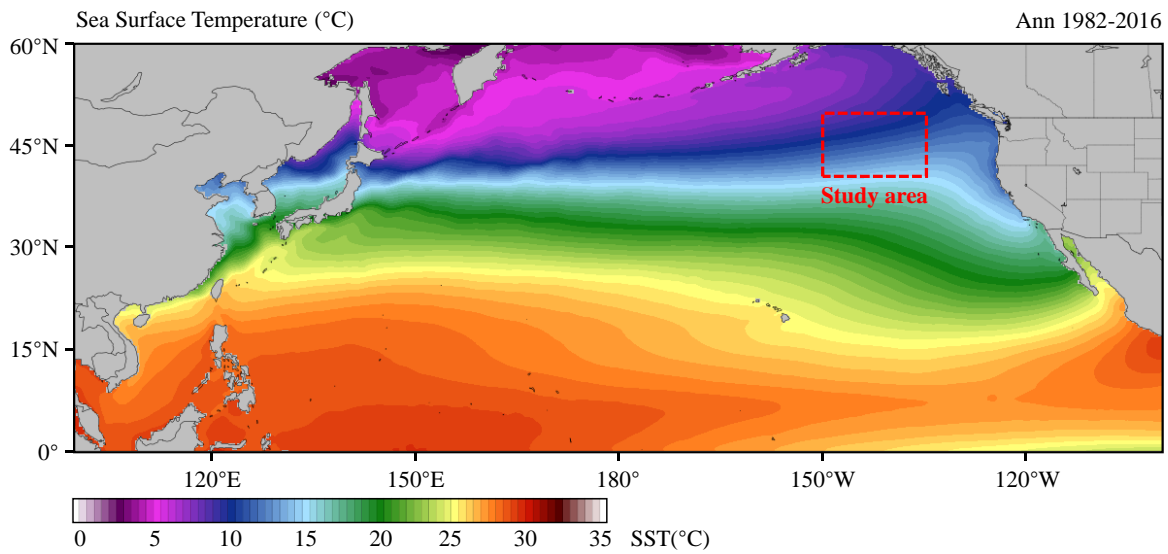 Sea Surface Temperature (°C) Ann 1982-2016
60°N
45°N
Study area
30°N
15°N
0°
120°E 150°E 180° 150°W 120°W
0 5 10 15 20 25 30 35 SST(°C)